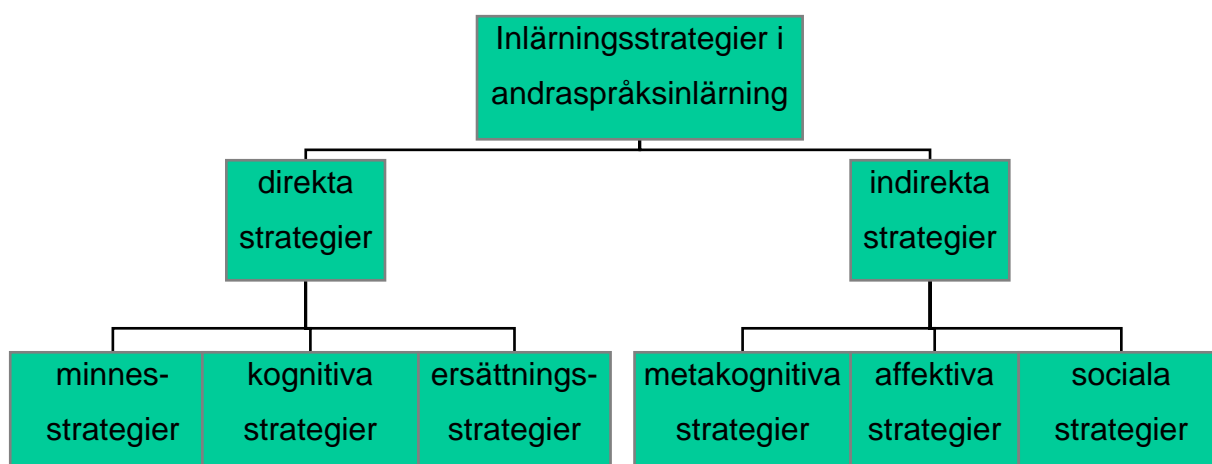 Inlärningsstrategier i
andraspråksinlärning
direkta
strategier
indirekta
strategier
minnes-
strategier
kognitiva
strategier
ersättnings-
strategier
metakognitiva
strategier
affektiva
strategier
sociala
strategier